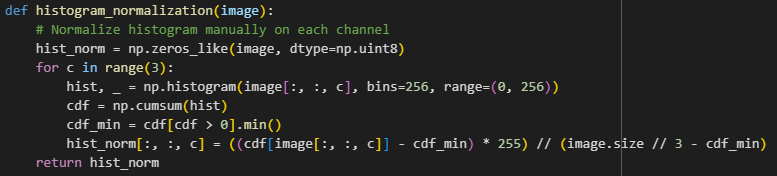 def histogram_normalization(image):
    # Normalize histogram manually on each channel
    hist_norm = np.zeros_like(image, dtype=np.uint8)
    for c in range(3):
        hist, _ = np.histogram(image[:, :, c], bins=256, range=(0, 256))
        cdf = np.cumsum(hist)
        cdf_min = cdf[cdf > 0].min()
        hist_norm[:, :, c] = ((cdf[image[:, :, c]] - cdf_min) * 255) // (image.size // 3 - cdf_min)
    return hist_norm